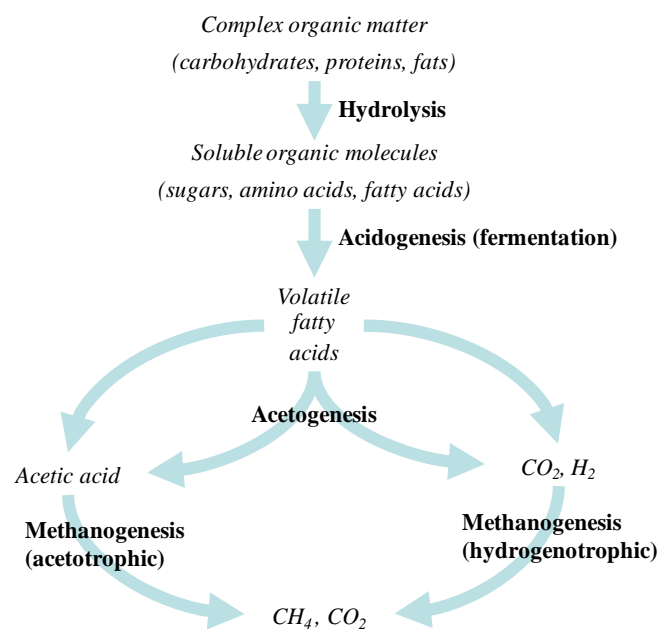 Complex organic matter
(carbohydrates, proteins, fats)
Hydrolysis
Soluble organic molecules
(sugars, amino acids, fatty acids)
Acidogenesis (fermentation)
Volatile
fatty
acids
Acetogenesis
Acetic acid
CO₂, H₂
Methanogenesis
(acetotrophic)
Methanogenesis
(hydrogenotrophic)
CH₄, CO₂